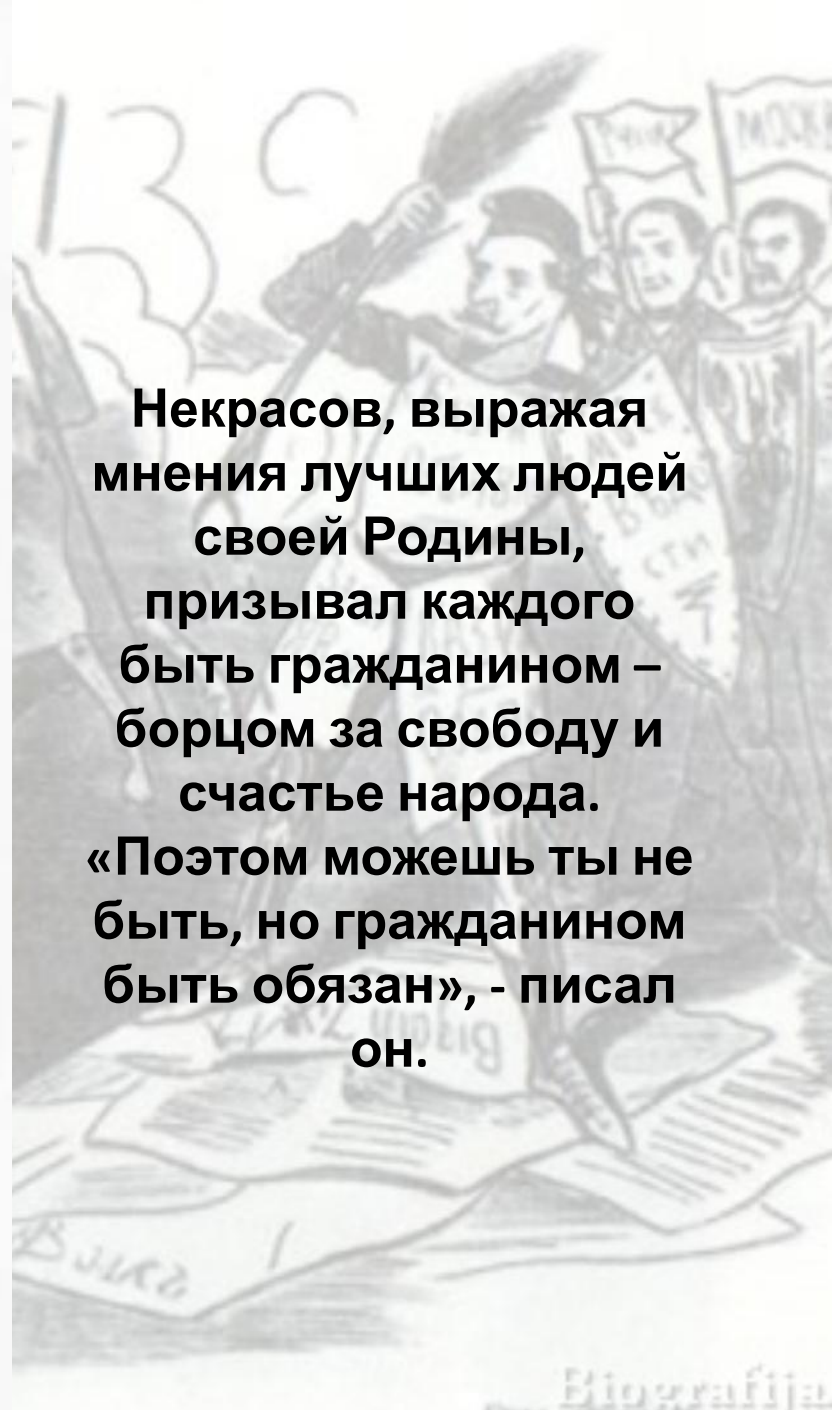 Некрасов, выражая
мнения лучших людей
своей Родины,
призывал каждого
быть гражданином –
борцом за свободу и
счастье народа.
«Поэтом можешь ты не
быть, но гражданином
быть обязан», - писал
он.
Biografija